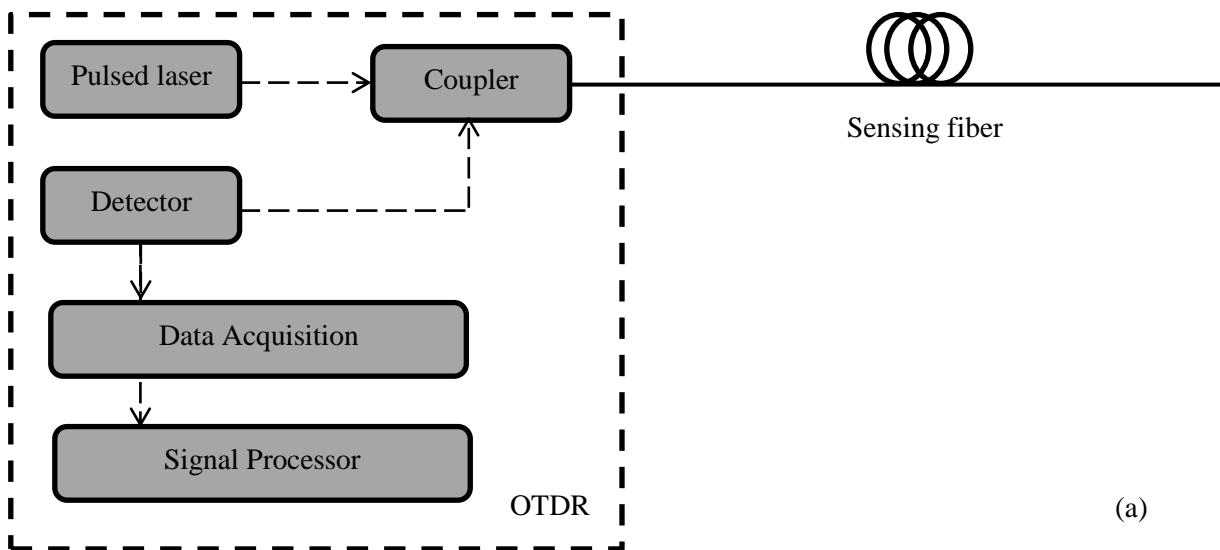 Pulsed laser
Coupler
Sensing fiber
Detector
Data Acquisition
Signal Processor
OTDR
(a)